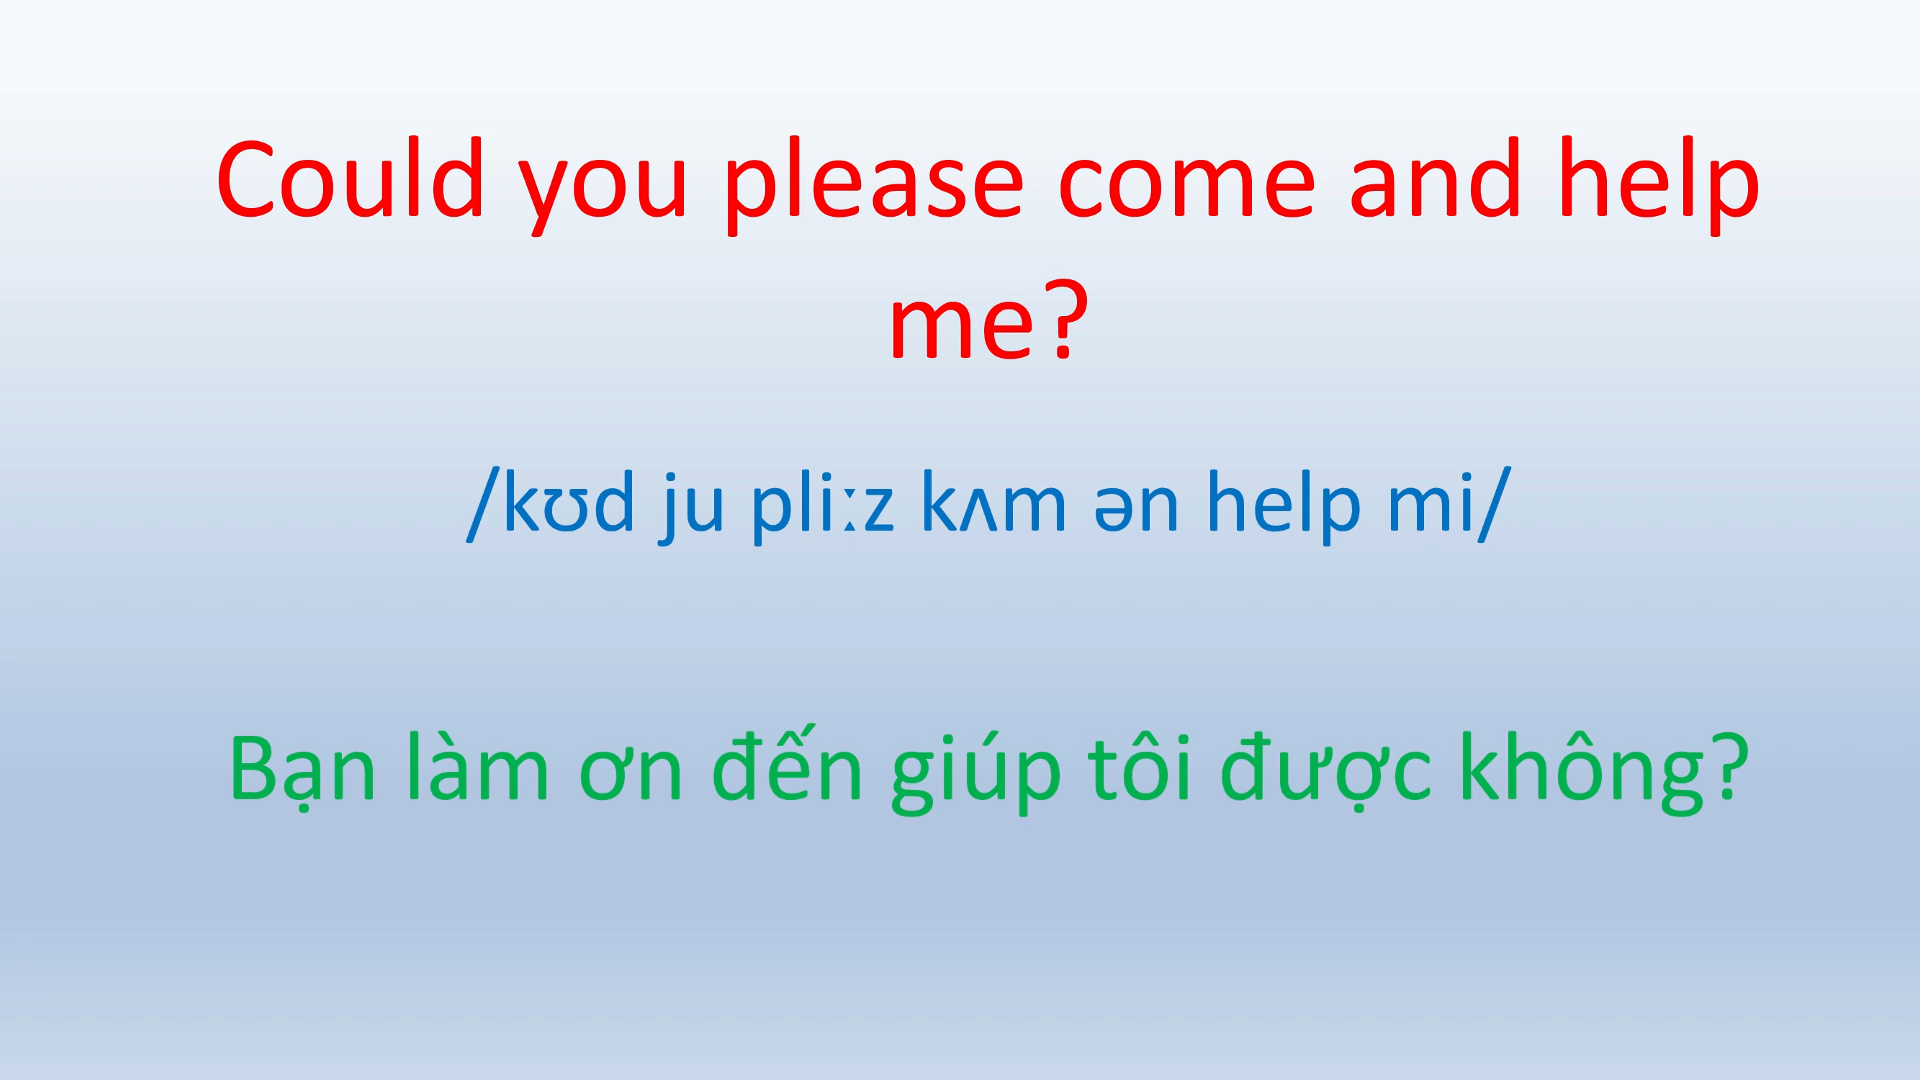 Could you please come and help
me?
/kʊd ju pliːz kʌm ən help mi/
Bạn làm ơn đến giúp tôi được không?